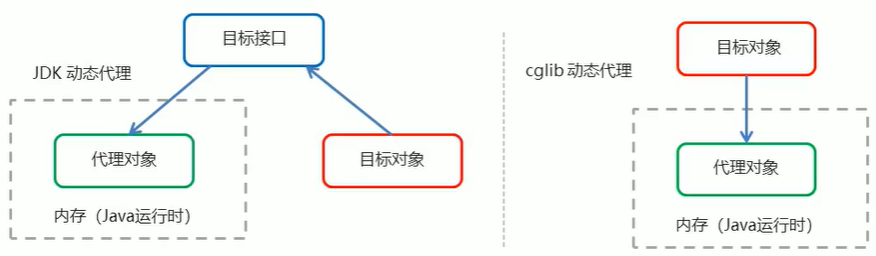 目标接口
JDK 动态代理
代理对象
目标对象
内存（Java运行时）
目标对象
cglib 动态代理
代理对象
内存（Java运行时）